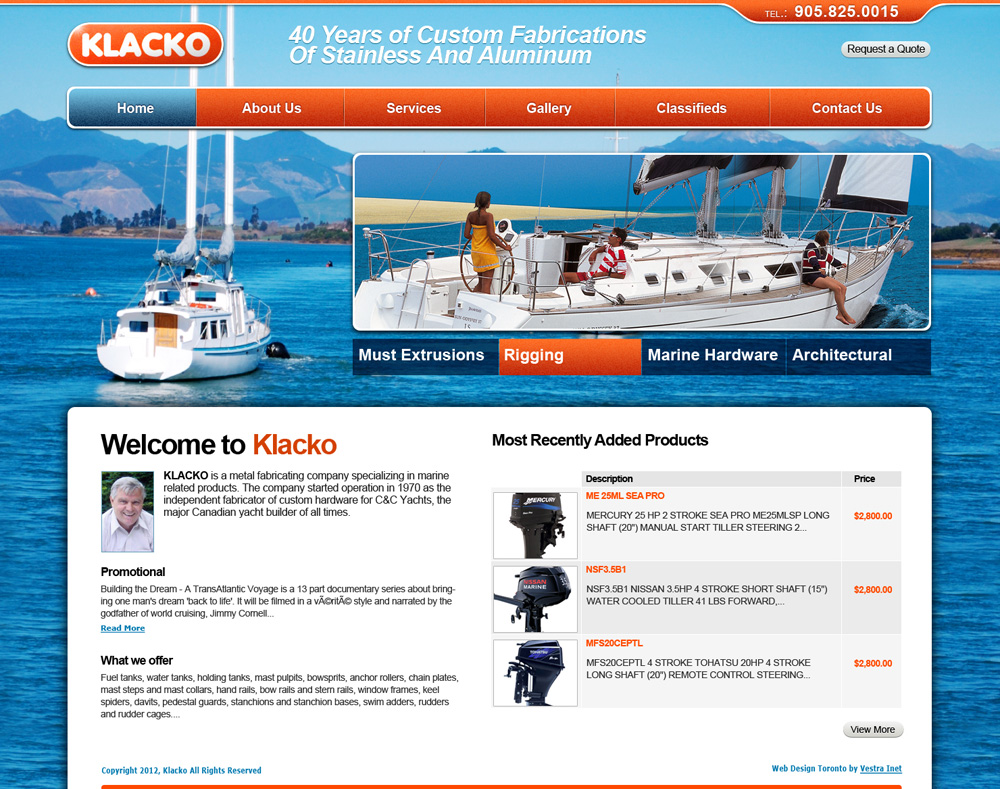 TEL.: 905.825.0015
KLACKO
40 Years of Custom Fabrications
Of Stainless And Aluminum
Request a Quote
Home
About Us
Services
Gallery
Classifieds
Contact Us
Must Extrusions
Rigging
Marine Hardware
Architectural
Welcome to Klacko
KLACKO is a metal fabricating company specializing in marine
related products. The company started operation in 1970 as the
independent fabricator of custom hardware for C&C Yachts, the
major Canadian yacht builder of all times.
Promotional
Building the Dream - A TransAtlantic Voyage is a 13 part documentary series about bring-
ing one man's dream 'back to life'. It will be filmed in a vÃ©ritÃ© style and narrated by the
godfather of world cruising, Jimmy Cornell...
Read More
What we offer
Fuel tanks, water tanks, holding tanks, mast pulpits, bowsprits, anchor rollers, chain plates,
mast steps and mast collars, hand rails, bow rails and stern rails, window frames, keel
spiders, davits, pedestal guards, stanchions and stanchion bases, swim adders, rudders
and rudder cages....
Most Recently Added Products
Description
Price
MERCURY
ME 25ML SEA PRO
MERCURY 25 HP 2 STROKE SEA PRO ME25MLSP LONG
SHAFT (20") MANUAL START TILLER STEERING 2...
$2,800.00
NISSAN
MARINE
NSF3.5B1
NSF3.5B1 NISSAN 3.5HP 4 STROKE SHORT SHAFT (15")
WATER COOLED TILLER 41 LBS FORWARD,...
$2,800.00
TOHATSU
MFS20CEPTL
MFS20CEPTL 4 STROKE TOHATSU 20HP 4 STROKE
LONG SHAFT (20") REMOTE CONTROL STEERING...
$2,800.00
View More
Copyright 2012, Klacko All Rights Reserved
Web Design Toronto by Vestra Inet